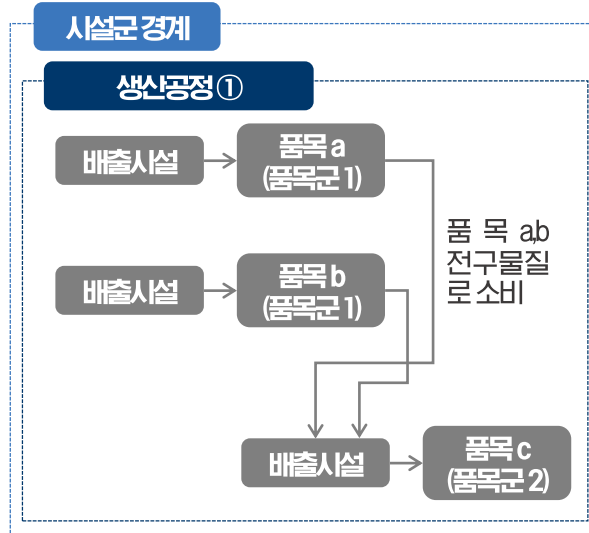 시설군 경계
생산공정 ①
배출시설
품목 a
(품목군 1)
품 목 a,b
전구물질
로 소비
배출시설
품목 b
(품목군 1)
배출시설
품목 c
(품목군 2)